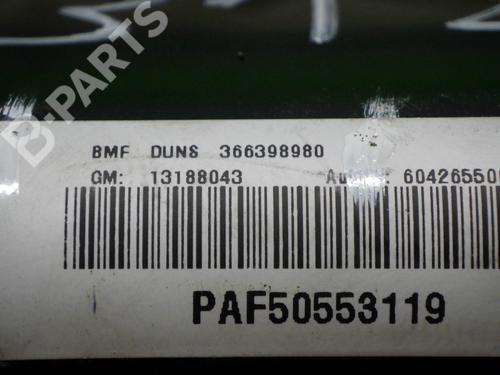 B-PARTS
BMF DUNS 366398980
GM: 13188043
PAF50553119